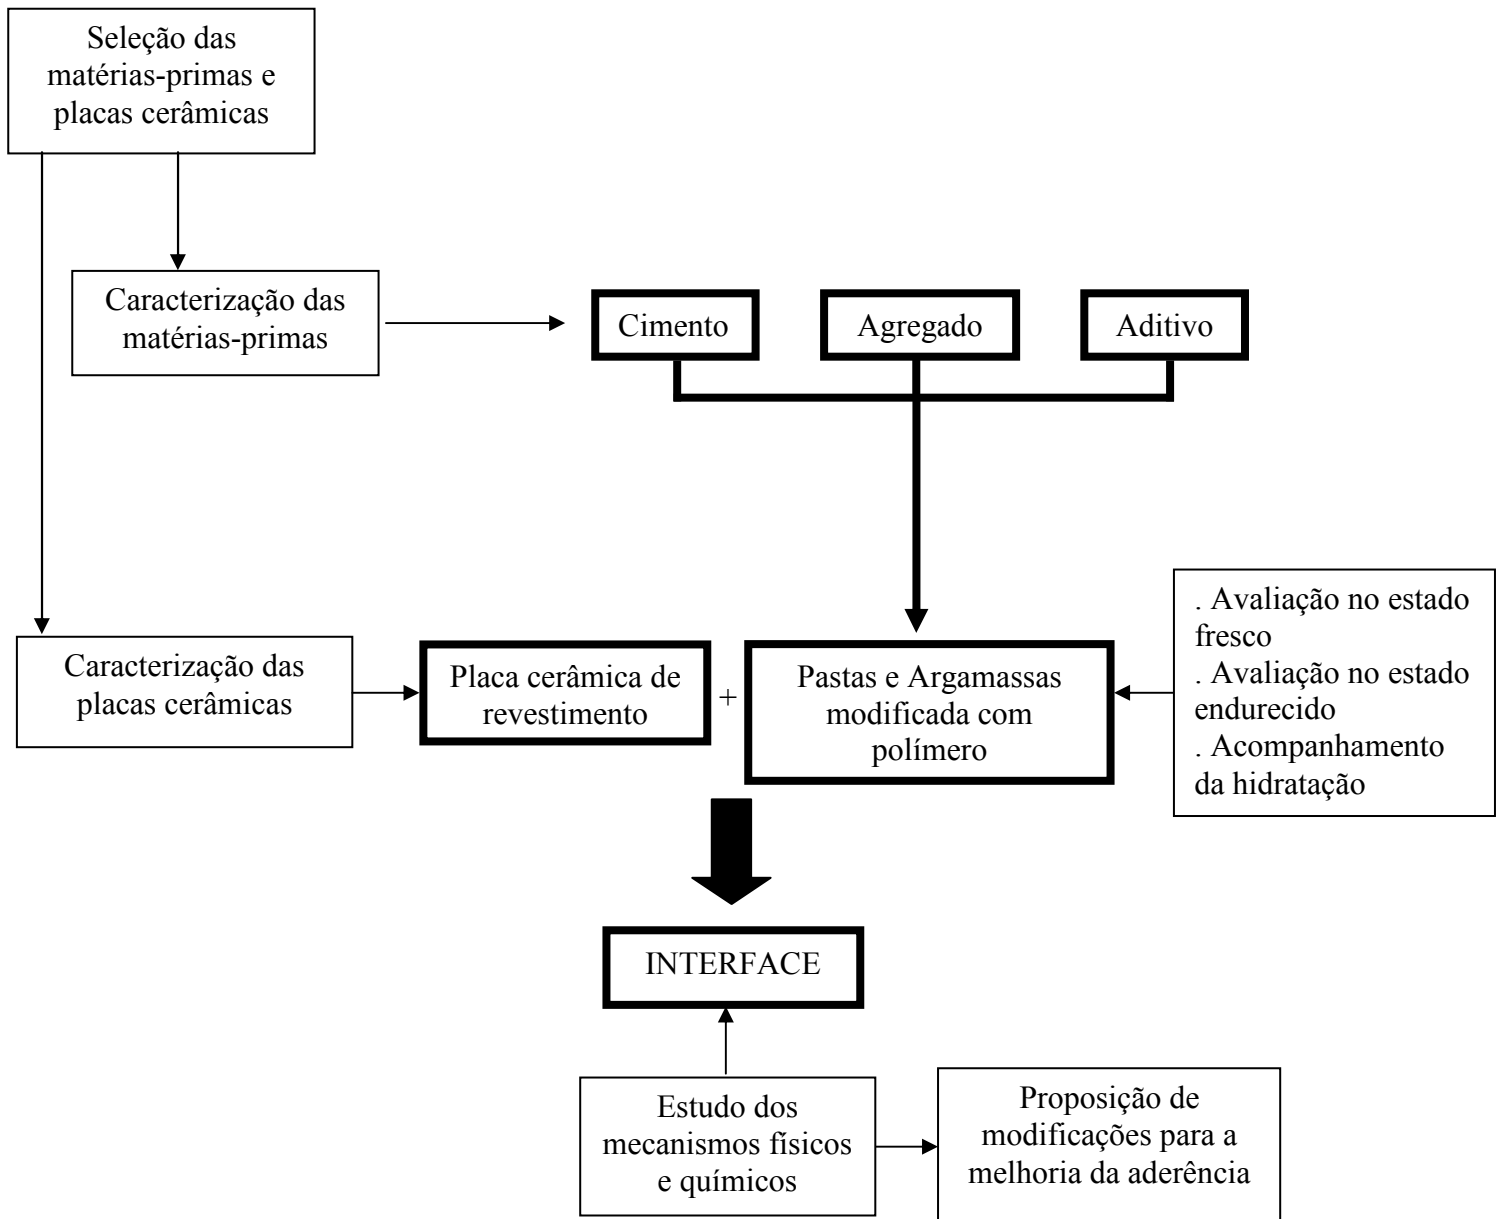 Seleção das
matérias-primas e
placas cerâmicas
Caracterização das
matérias-primas
Cimento
Agregado
Aditivo
Caracterização das
placas cerâmicas
Placa cerâmica de
revestimento
+
Pastas e Argamassas
modificada com
polímero
. Avaliação no estado
fresco
. Avaliação no estado
endurecido
. Acompanhamento
da hidratação
INTERFACE
Estudo dos
mecanismos físicos
e químicos
Proposição de
modificações para a
melhoria da aderência